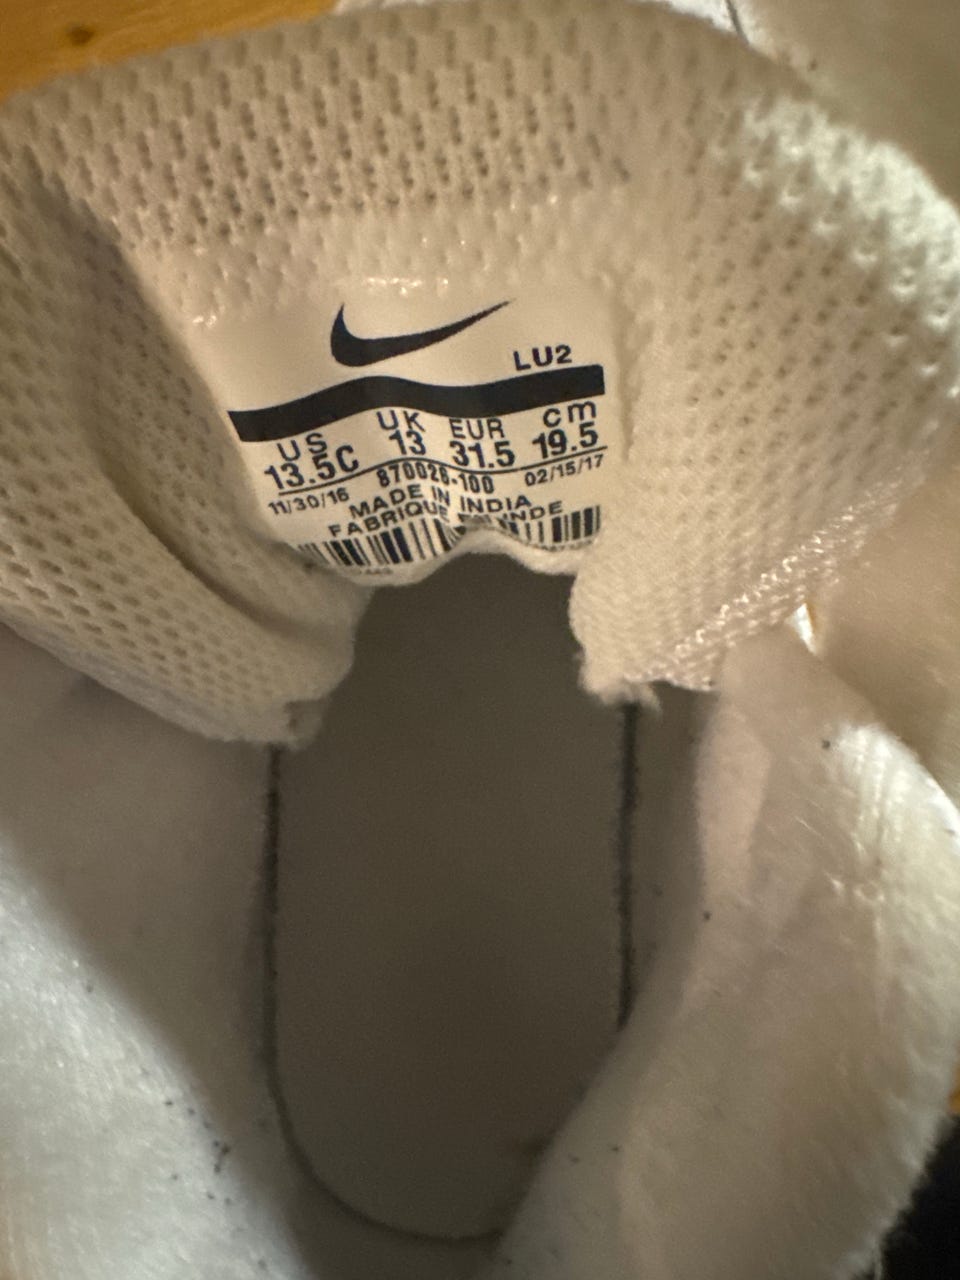 LU2
US UK EUR cm
13.5C 13 31.5 19.5
11/30/16 870028-100 02/15/17
MADE IN INDIA
FABRIQUÉ